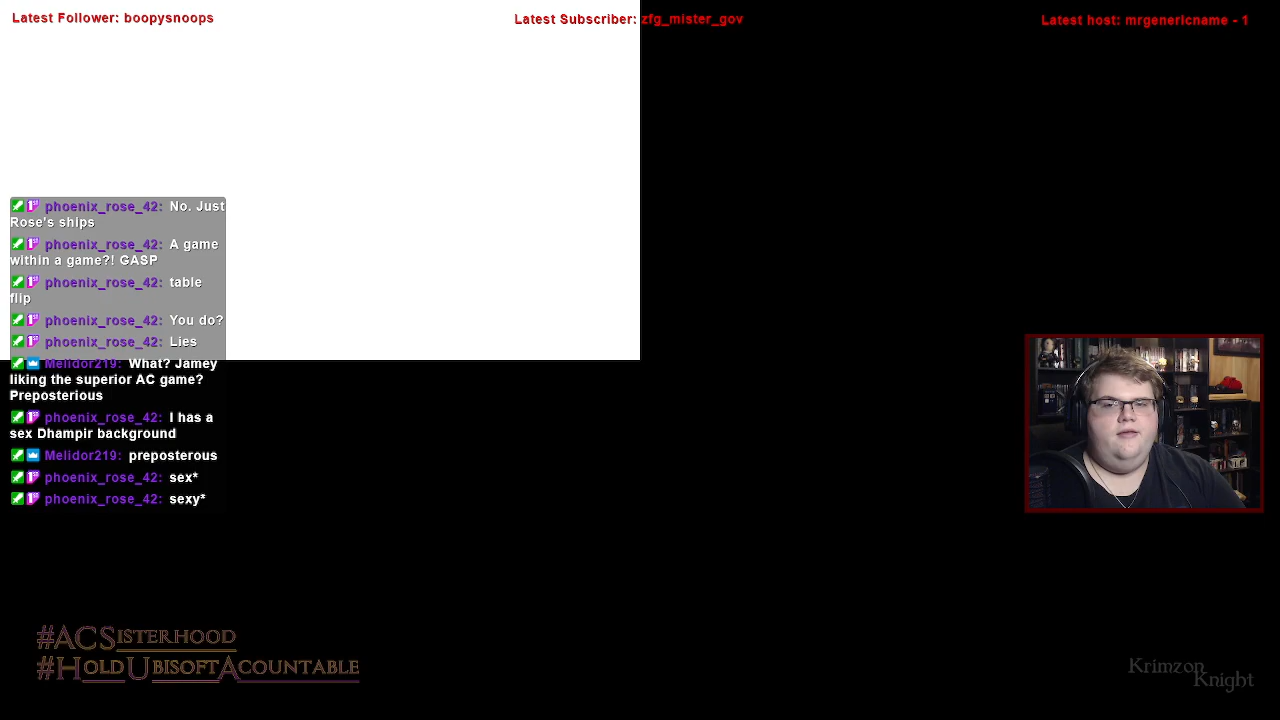 Latest Follower: boopysnoops
Latest Subscriber: zfg_mister_gov
Latest host: mrgenericname - 1
phoenix_rose_42: No. Just
Rose's ships
phoenix_rose_42: A game
within a game?! GASP
phoenix_rose_42: table
flip
phoenix_rose_42: You do?
phoenix_rose_42: Lies
Melidor219: What? Jamey
liking the superior AC game?
Preposterious
phoenix_rose_42: I has a
sex Dhampir background
Melidor219: preposterous
phoenix_rose_42: sex*
phoenix_rose_42: sexy*
#ACSisterhood
#HoldUbisoftAcountable
Krimzon
Knight